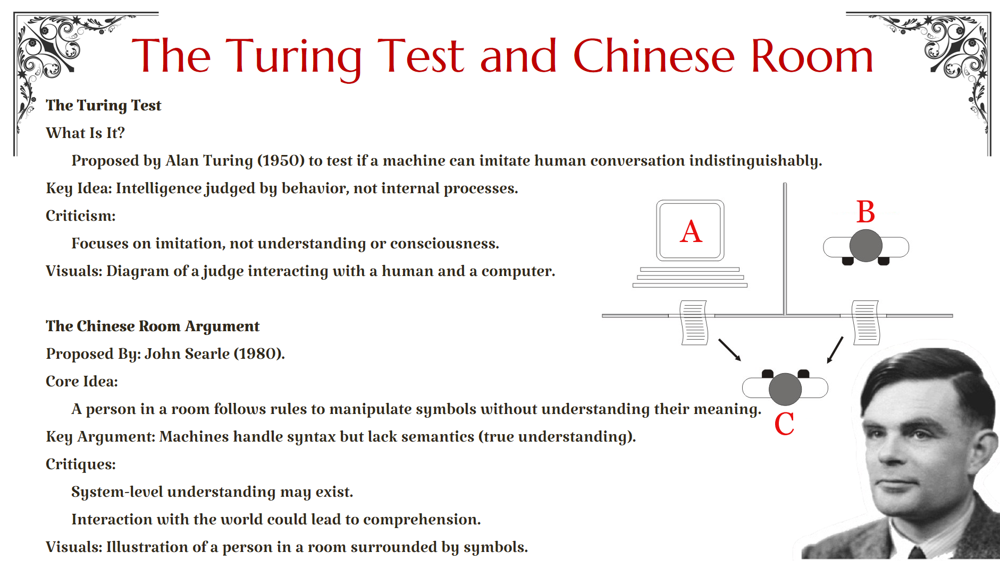 The Turing Test and Chinese Room
The Turing Test
What Is It?
Proposed by Alan Turing (1950) to test if a machine can imitate human conversation indistinguishably.
Key Idea: Intelligence judged by behavior, not internal processes.
Criticism:
Focuses on imitation, not understanding or consciousness.
Visuals: Diagram of a judge interacting with a human and a computer.
The Chinese Room Argument
Proposed By: John Searle (1980).
Core Idea:
A person in a room follows rules to manipulate symbols without understanding their meaning.
Key Argument: Machines handle syntax but lack semantics (true understanding).
Critiques:
System-level understanding may exist.
Interaction with the world could lead to comprehension.
Visuals: Illustration of a person in a room surrounded by symbols.
A
B
C